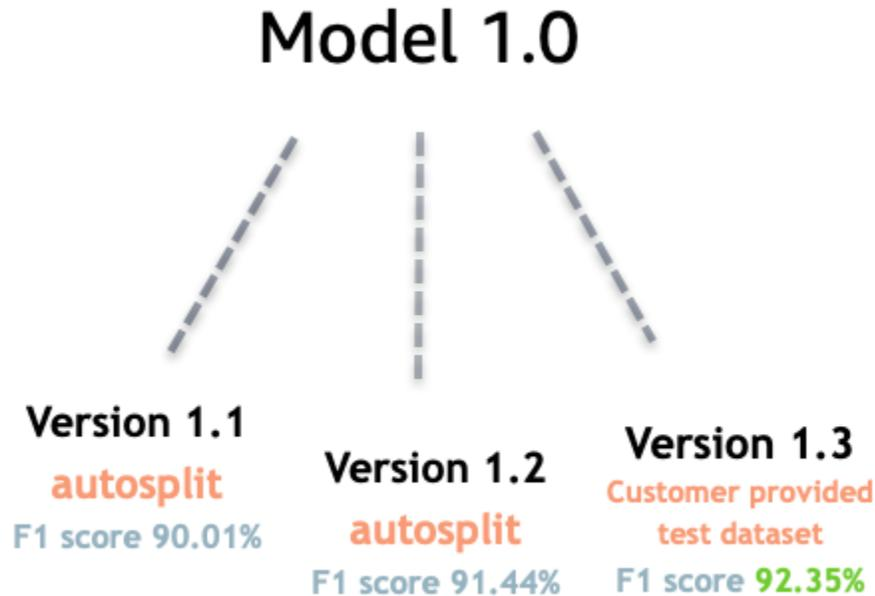 Model 1.0
Version 1.1
autosplit
F1 score 90.01%
Version 1.2
autosplit
F1 score 91.44%
Version 1.3
Customer provided
test dataset
F1 score 92.35%